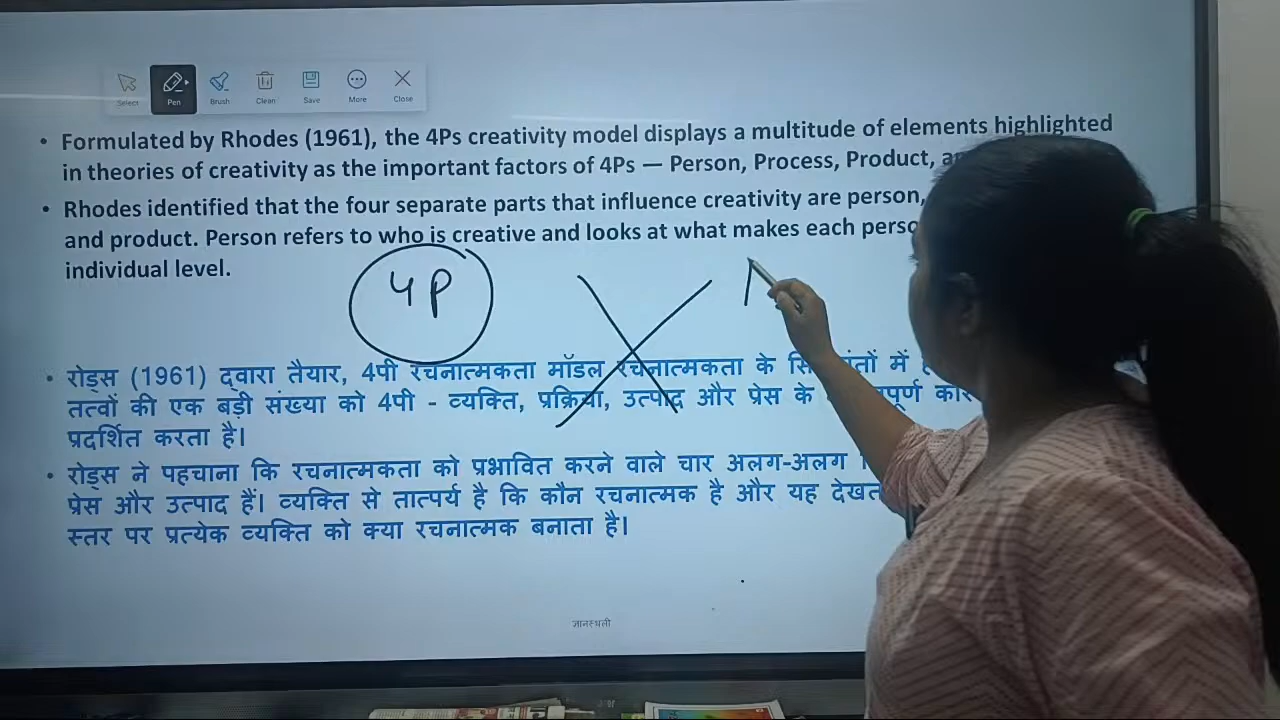 Select Pen Brush Clean Save More Close
• Formulated by Rhodes (1961), the 4Ps creativity model displays a multitude of elements highlighted
in theories of creativity as the important factors of 4Ps — Person, Process, Product,
• Rhodes identified that the four separate parts that influence creativity are person,
and product. Person refers to who is creative and looks at what makes each
individual level.
4P
• रोड्स (1961) द्वारा तैयार, 4पी रचनात्मकता मॉडल रचनात्मकता के में
तत्वों की एक बड़ी संख्या को 4पी - व्यक्ति, प्रक्रिया, उत्पाद और प्रेस के
प्रदर्शित करता है।
• रोड्स ने पहचाना कि रचनात्मकता को प्रभावित करने वाले चार अलग-अलग
प्रेस और उत्पाद हैं। व्यक्ति से तात्पर्य है कि कौन रचनात्मक है और यह
स्तर पर प्रत्येक व्यक्ति को क्या रचनात्मक बनाता है।
ज्ञानस्थली